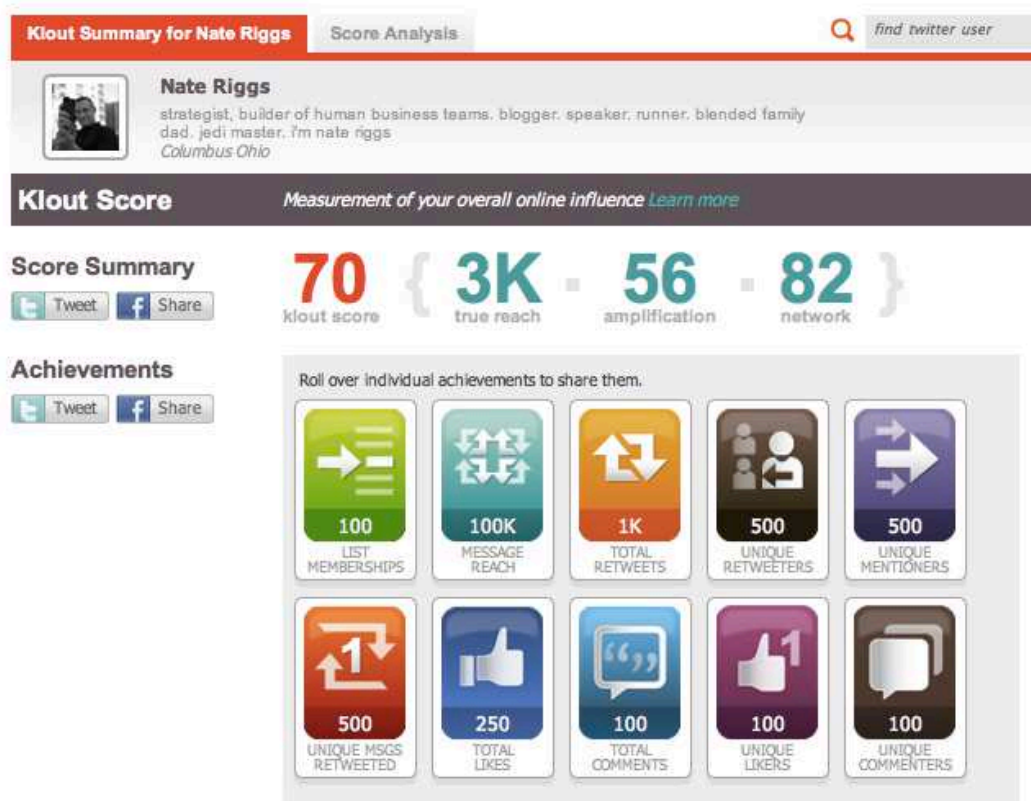 Klout Summary for Nate Riggs
Score Analysis
find twitter user
Nate Riggs
strategist, builder of human business teams. blogger. speaker. runner. blended family
dad. jedi master. i'm nate riggs
Columbus Ohio
Klout Score
Measurement of your overall online influence Learn more
Score Summary
Tweet
Share
70
klout score
{
3K
true reach
56
amplification
82
network
}
Achievements
Tweet
Share
Roll over individual achievements to share them.
100
LIST
MEMBERSHIPS
100K
MESSAGE
REACH
1K
TOTAL
RETWEETS
500
UNIQUE
RETWEETERS
500
UNIQUE
MENTIONERS
1
500
UNIQUE MSGS
RETWEETED
250
TOTAL
LIKES
100
TOTAL
COMMENTS
1
100
UNIQUE
LIKERS
100
UNIQUE
COMMENTERS